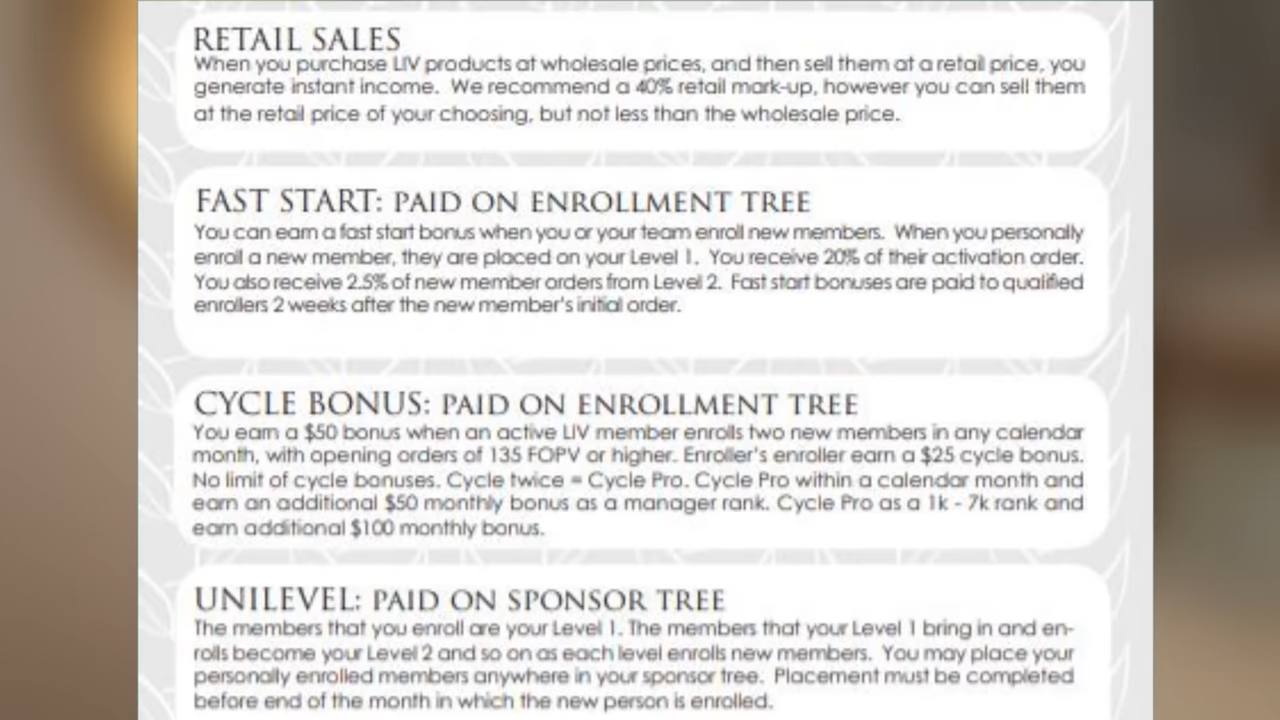 RETAIL SALES
When you purchase LIV products at wholesale prices, and then sell them at a retail price, you
generate instant income. We recommend a 40% retail mark-up, however you can sell them
at the retail price of your choosing, but not less than the wholesale price.
FAST START: PAID ON ENROLLMENT TREE
You can earn a fast start bonus when you or your team enroll new members. When you personally
enroll a new member, they are placed on your Level 1. You receive 20% of their activation order.
You also receive 2.5% of new member orders from Level 2. Fast start bonuses are paid to qualified
enrollers 2 weeks after the new member's initial order.
CYCLE BONUS: PAID ON ENROLLMENT TREE
You earn a $50 bonus when an active LIV member enrolls two new members in any calendar
month, with opening orders of 135 FOPV or higher. Enroller's enroller earn a $25 cycle bonus.
No limit of cycle bonuses. Cycle twice = Cycle Pro. Cycle Pro within a calendar month and
earn an additional $50 monthly bonus as a manager rank. Cycle Pro as a 1k - 7k rank and
earn additional $100 monthly bonus.
UNILEVEL: PAID ON SPONSOR TREE
The members that you enroll are your Level 1. The members that your Level 1 bring in and en-
rolls become your Level 2 and so on as each level enrolls new members. You may place your
personally enrolled members anywhere in your sponsor tree. Placement must be completed
before end of the month in which the new person is enrolled.